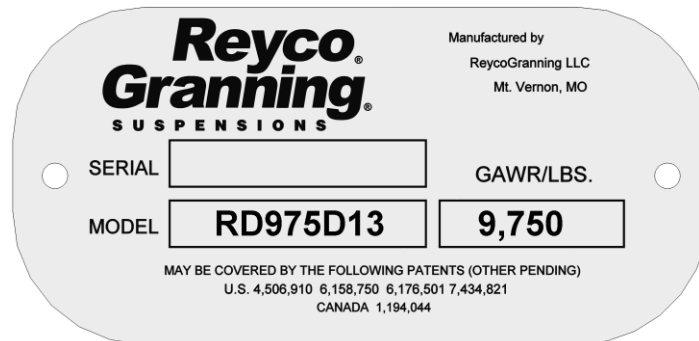 Reyco®
Granning®
SUSPENSIONS
Manufactured by
ReycoGranning LLC
Mt. Vernon, MO
SERIAL
GAWR/LBS.
MODEL RD975D13 9,750
MAY BE COVERED BY THE FOLLOWING PATENTS (OTHER PENDING)
U.S. 4,506,910 6,158,750 6,176,501 7,434,821
CANADA 1,194,044